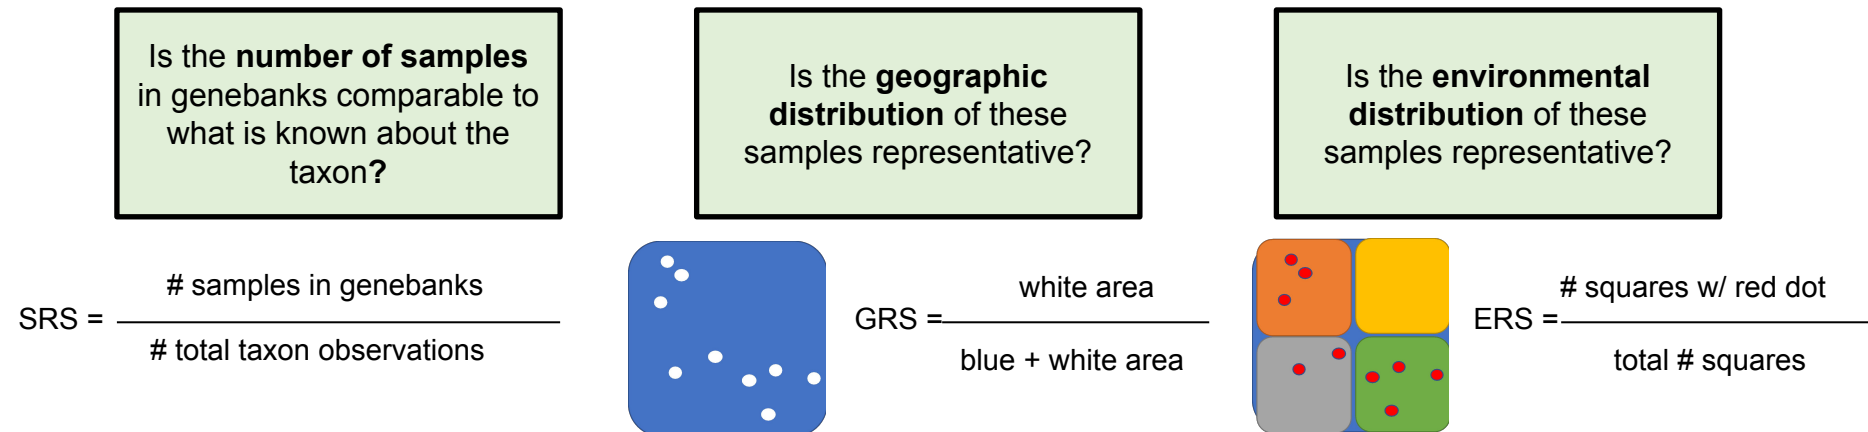 Is the number of samples
in genebanks comparable to
what is known about the
taxon?
Is the geographic
distribution of these
samples representative?
Is the environmental
distribution of these
samples representative?
SRS =
# samples in genebanks
# total taxon observations
GRS =
white area
blue + white area
ERS =
# squares w/ red dot
total # squares